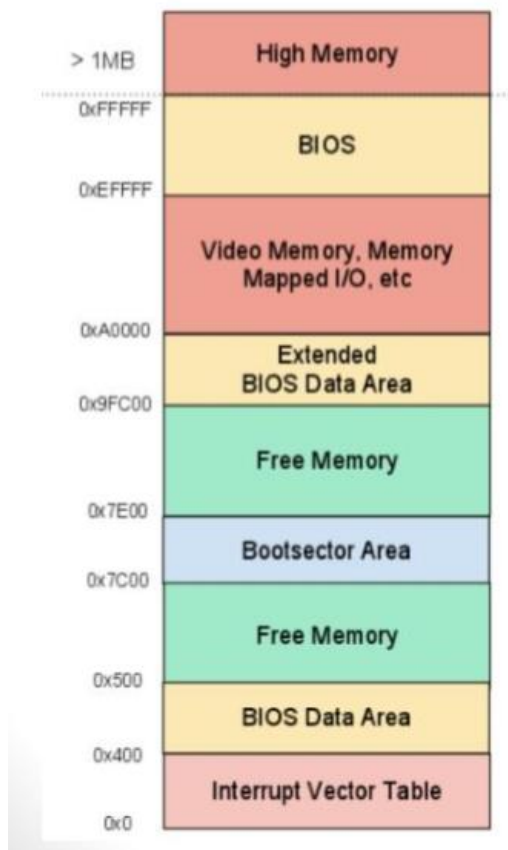 > 1MB
High Memory
0xFFFFF
BIOS
0xEFFFF
Video Memory, Memory
Mapped I/O, etc
0xA0000
Extended
BIOS Data Area
0x9FC00
Free Memory
0x7E00
Bootsector Area
0x7C00
Free Memory
0x500
BIOS Data Area
0x400
Interrupt Vector Table
0x0